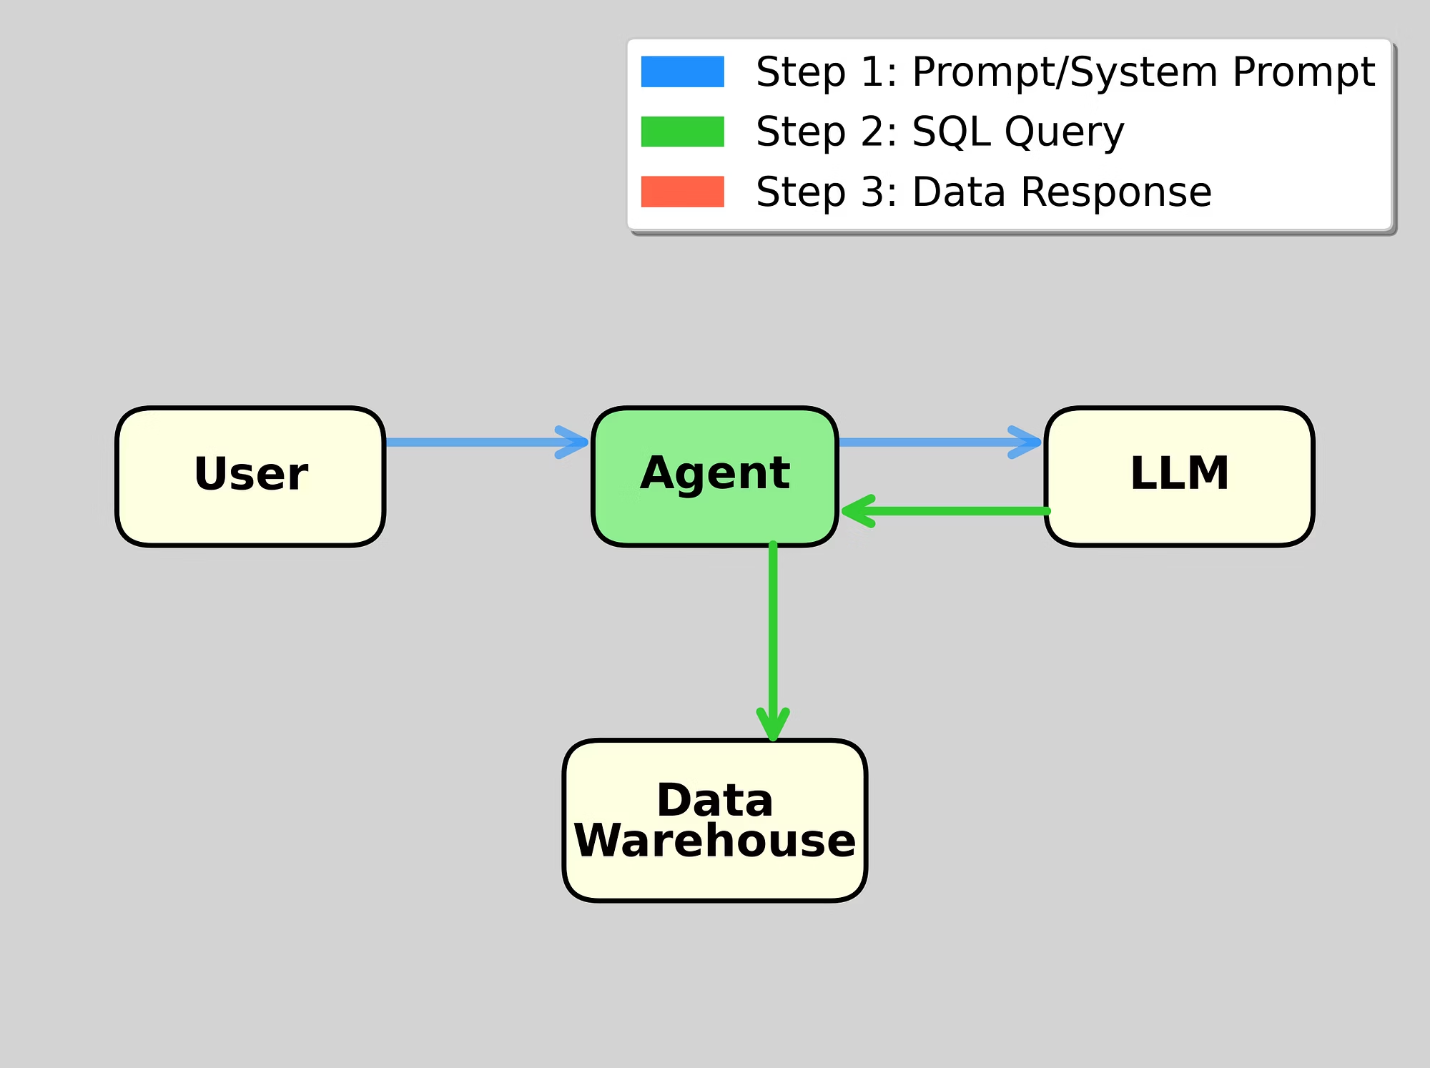 Step 1: Prompt/System Prompt
Step 2: SQL Query
Step 3: Data Response
User
Agent
LLM
Data
Warehouse